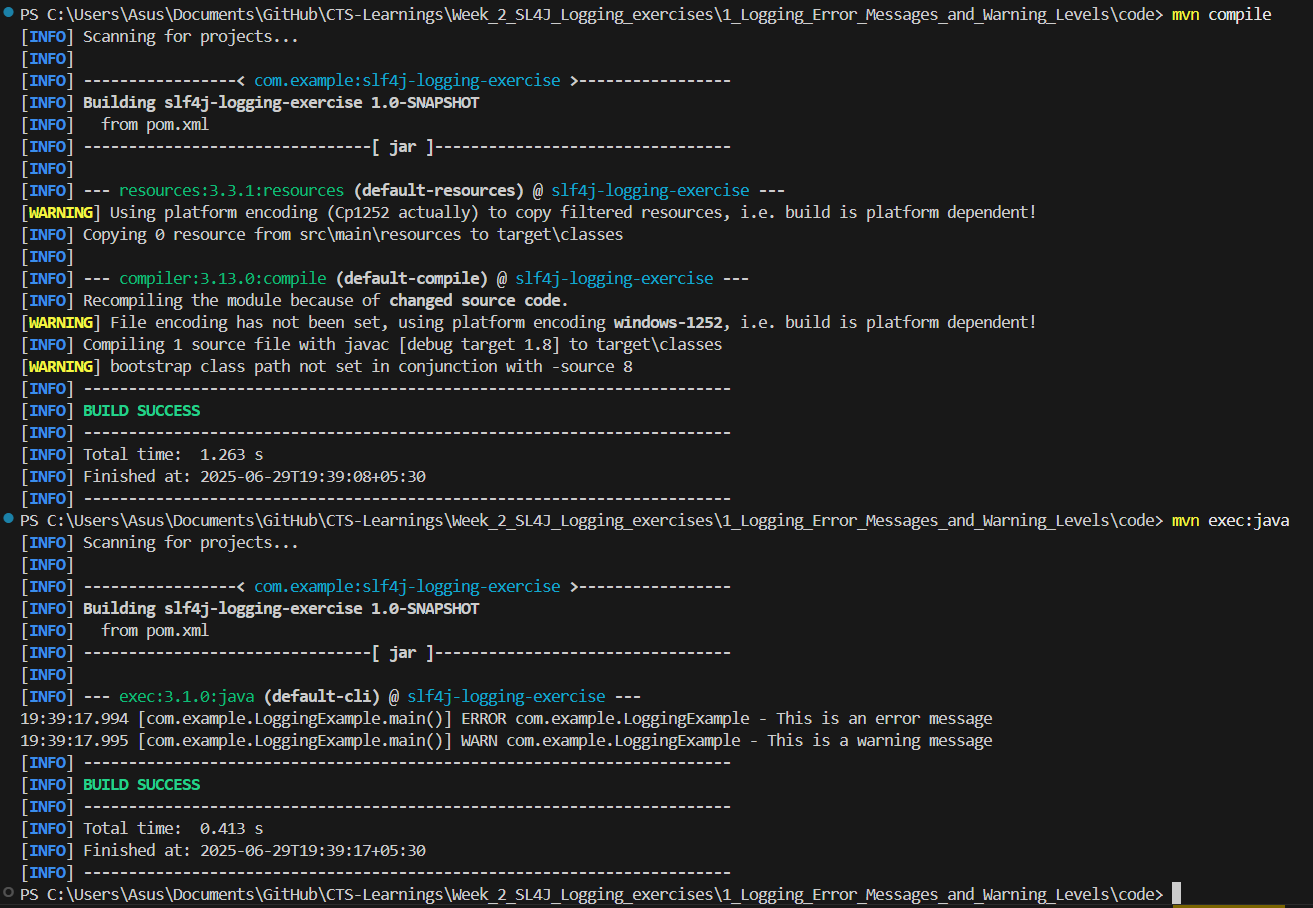 PS C:\Users\Asus\Documents\GitHub\CTS-Learnings\Week_2_SL4J_Logging_exercises\1_Logging_Error_Messages_and_Warning_Levels\code> mvn compile
[INFO] Scanning for projects...
[INFO]
[INFO] -----------------< com.example:slf4j-logging-exercise >-----------------
[INFO] Building slf4j-logging-exercise 1.0-SNAPSHOT
[INFO]   from pom.xml
[INFO] --------------------------------[ jar ]---------------------------------
[INFO]
[INFO] --- resources:3.3.1:resources (default-resources) @ slf4j-logging-exercise ---
[WARNING] Using platform encoding (Cp1252 actually) to copy filtered resources, i.e. build is platform dependent!
[INFO] Copying 0 resource from src\main\resources to target\classes
[INFO]
[INFO] --- compiler:3.13.0:compile (default-compile) @ slf4j-logging-exercise ---
[INFO] Recompiling the module because of changed source code.
[WARNING] File encoding has not been set, using platform encoding windows-1252, i.e. build is platform dependent!
[INFO] Compiling 1 source file with javac [debug target 1.8] to target\classes
[WARNING] bootstrap class path not set in conjunction with -source 8
[INFO] ------------------------------------------------------------------------
[INFO] BUILD SUCCESS
[INFO] ------------------------------------------------------------------------
[INFO] Total time:  1.263 s
[INFO] Finished at: 2025-06-29T19:39:08+05:30
[INFO] ------------------------------------------------------------------------
PS C:\Users\Asus\Documents\GitHub\CTS-Learnings\Week_2_SL4J_Logging_exercises\1_Logging_Error_Messages_and_Warning_Levels\code> mvn exec:java
[INFO] Scanning for projects...
[INFO]
[INFO] -----------------< com.example:slf4j-logging-exercise >-----------------
[INFO] Building slf4j-logging-exercise 1.0-SNAPSHOT
[INFO]   from pom.xml
[INFO] --------------------------------[ jar ]---------------------------------
[INFO]
[INFO] --- exec:3.1.0:java (default-cli) @ slf4j-logging-exercise ---
19:39:17.994 [com.example.LoggingExample.main()] ERROR com.example.LoggingExample - This is an error message
19:39:17.995 [com.example.LoggingExample.main()] WARN com.example.LoggingExample - This is a warning message
[INFO] ------------------------------------------------------------------------
[INFO] BUILD SUCCESS
[INFO] ------------------------------------------------------------------------
[INFO] Total time:  0.413 s
[INFO] Finished at: 2025-06-29T19:39:17+05:30
[INFO] ------------------------------------------------------------------------
PS C:\Users\Asus\Documents\GitHub\CTS-Learnings\Week_2_SL4J_Logging_exercises\1_Logging_Error_Messages_and_Warning_Levels\code>